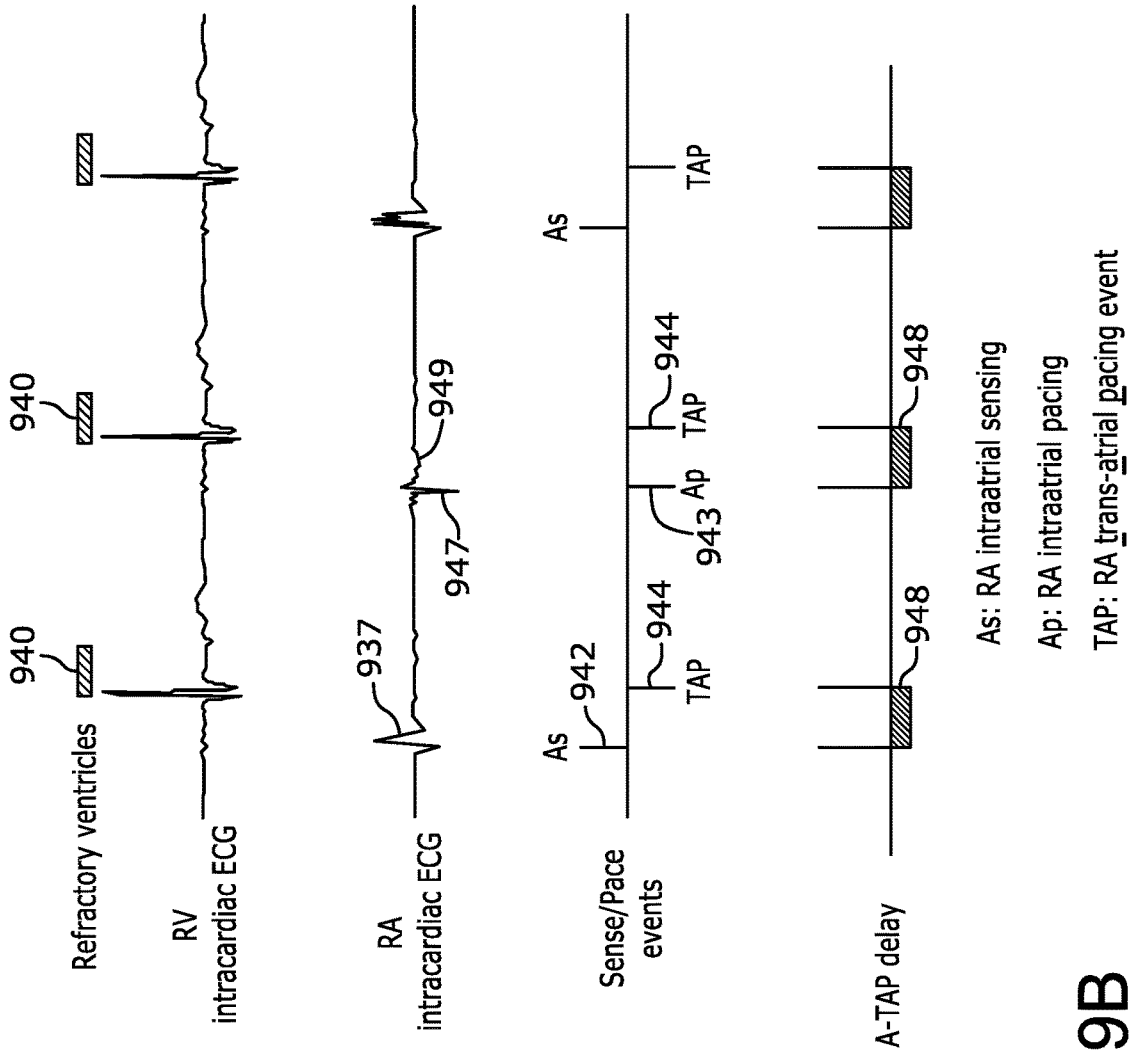 940
940
Refractory ventricles
RV
intracardiac ECG
937
949
947
RA
intracardiac ECG
As
942
As
944
944
TAP
Ap
TAP
TAP
943
Sense/Pace
events
948
948
A-TAP delay
As: RA intraatrial sensing
Ap: RA intraatrial pacing
TAP: RA trans-atrial pacing event
9B